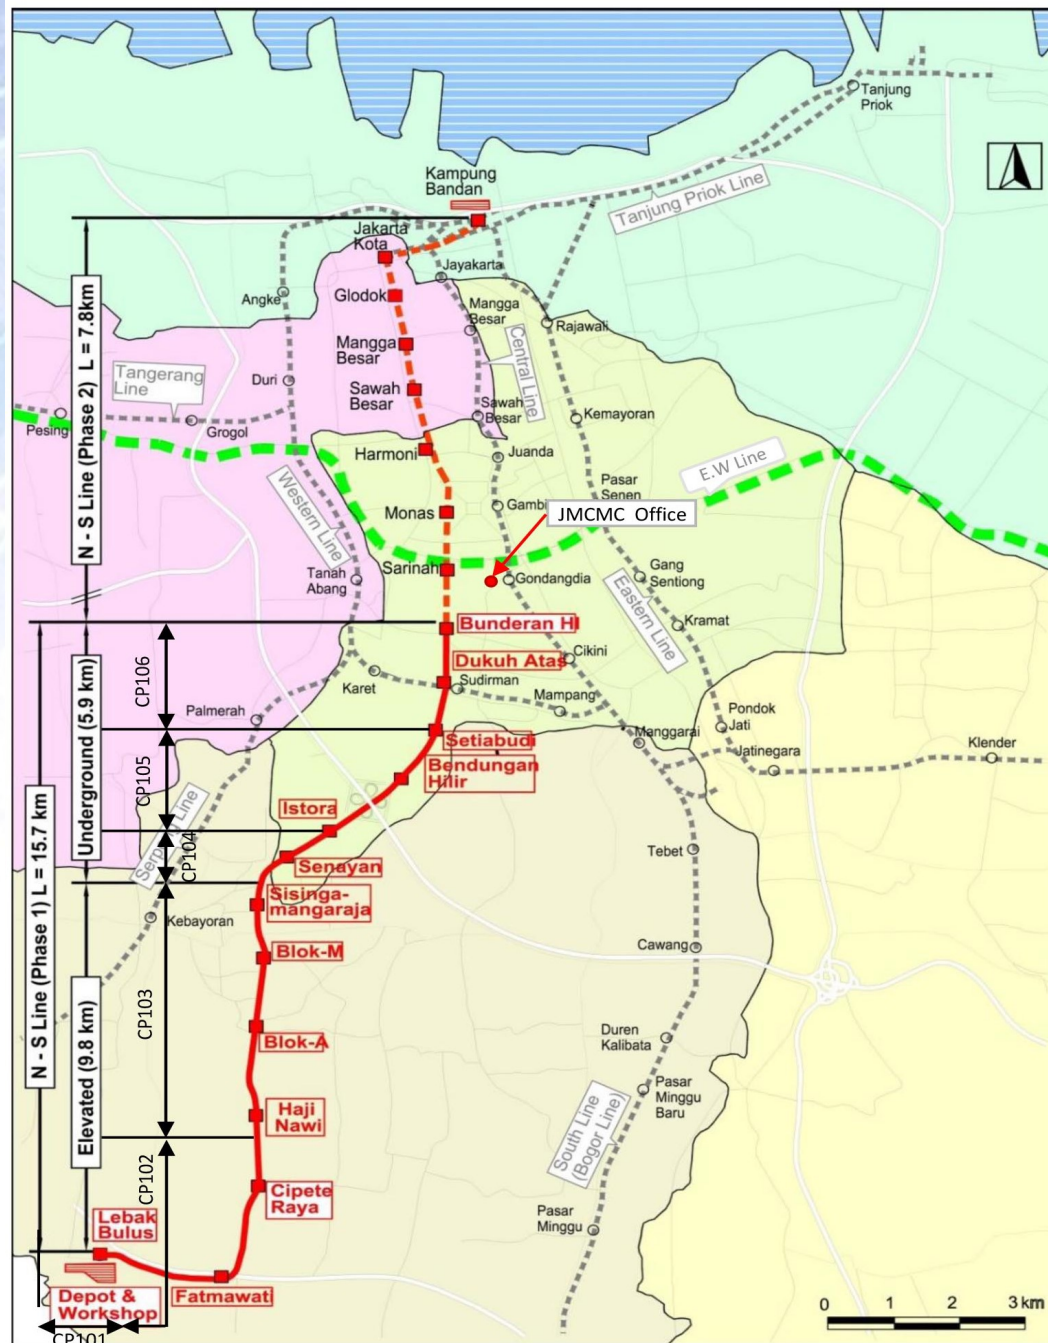 Tanjung
Priok
Kampung
Bandan
Tanjung Priok Line
Jakarta
Kota
Jayakarta
Angke
Glodok
Mangga
Besar
Rajawali
Mangga
Besar
Central Line
N - S Line (Phase 2)  L = 7.8km
Tangerang
Line
Duri
Sawah
Besar
Sawah
Besar
Kemayoran
Pesing
Grogol
Harmoni
Juanda
E.W Line
Western Line
Pasar
Senen
Gambi
Monas
JMCMC Office
Sarinah
Tanah
Abang
Gondangdia
Gang
Sentiong
Eastern Line
Kramat
Bunderan HI
CP106
Dukuh Atas
Cikini
Karet
Sudirman
Mampang
Palmerah
Setiabudi
Manggarai
Pondok
Jati
Jatinegara
Klender
Underground (5.9 km)
CP105
Bendungan
Hilir
Istora
Serpong Line
CP104
Senayan
Tebet
N - S Line (Phase 1) L = 15.7 km
Sisinga-
mangaraja
Kebayoran
Blok-M
Cawang
CP103
Elevated (9.8 km)
Blok-A
Duren
Kalibata
Pasar
Minggu
Baru
Haji
Nawi
South Line
(Bogor Line)
CP102
Cipete
Raya
Lebak
Bulus
Pasar
Minggu
Depot &
Workshop
Fatmawati
0 1 2 3 km
CP101